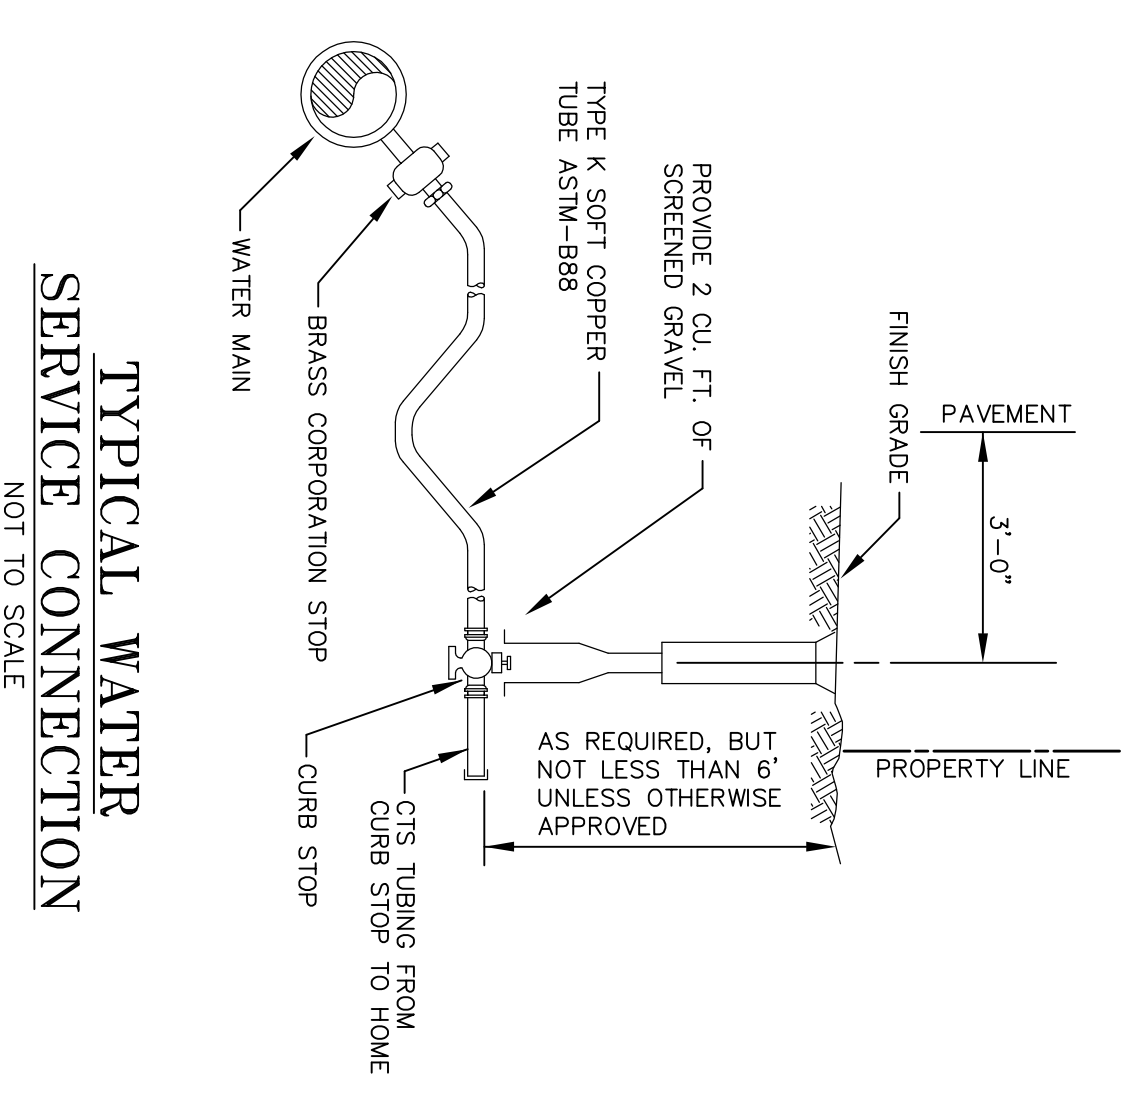 PAVEMENT
3'-0"
FINISH GRADE
PROPERTY LINE
PROVIDE 2 CU. FT. OF
SCREENED GRAVEL
TYPE K SOFT COPPER
TUBE ASTM-B88
AS REQUIRED, BUT
NOT LESS THAN 6'
UNLESS OTHERWISE
APPROVED
WATER MAIN
BRASS CORPORATION STOP
CURB STOP
CTS TUBING FROM
CURB STOP TO HOME
TYPICAL WATER
SERVICE CONNECTION
NOT TO SCALE